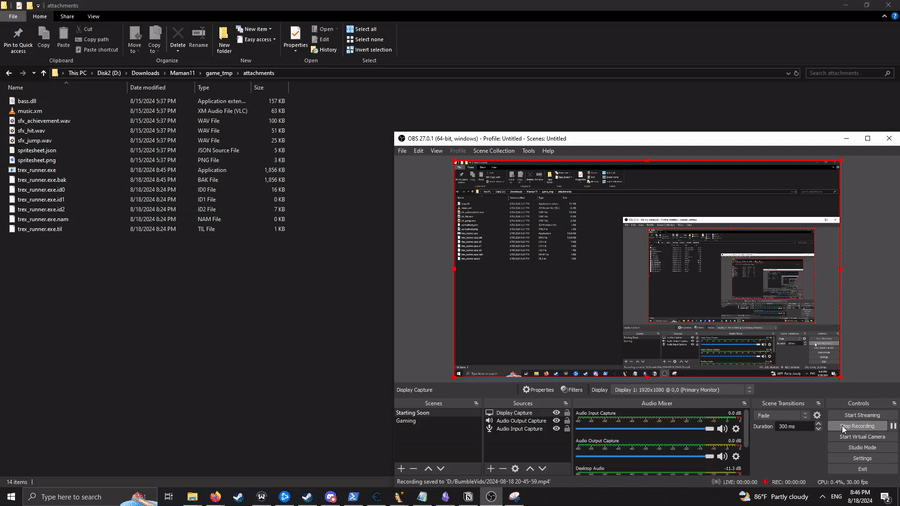 attachments
File Home Share View
Pin to Quick access
Copy
Paste
Cut
Copy path
Paste shortcut
Clipboard
Move to
Copy to
Delete
Rename
Organize
New folder
New item
Easy access
New
Properties
Open
Edit
History
Open
Select all
Select none
Invert selection
Select
This PC > Disk2 (D:) > Downloads > Maman11 > game_tmp > attachments
Search attachments
Name Date modified Type Size
bass.dll 8/15/2024 5:37 PM Application exten... 157 KB
music.xm 8/15/2024 5:37 PM XM Audio File (VLC) 63 KB
sfx_achievement.wav 8/15/2024 5:37 PM WAV File 100 KB
sfx_hit.wav 8/15/2024 5:37 PM WAV File 51 KB
sfx_jump.wav 8/15/2024 5:37 PM WAV File 25 KB
spritesheet.json 8/15/2024 5:37 PM JSON Source File 5 KB
spritesheet.png 8/15/2024 5:37 PM PNG File 3 KB
trex_runner.exe 8/18/2024 8:45 PM Application 1,856 KB
trex_runner.exe.bak 8/18/2024 8:45 PM BAK File 1,856 KB
trex_runner.exe.id0 8/18/2024 8:24 PM ID0 File 16 KB
trex_runner.exe.id1 8/18/2024 8:24 PM ID1 File 0 KB
trex_runner.exe.id2 8/18/2024 8:24 PM ID2 File 7 KB
trex_runner.exe.nam 8/18/2024 8:24 PM NAM File 0 KB
trex_runner.exe.til 8/18/2024 8:24 PM TIL File 1 KB
14 items
OBS 27.0.1 (64-bit, windows) - Profile: Untitled - Scenes: Untitled
File Edit View Profile Scene Collection Tools Help
Display Capture Properties Filters Display Display 1: 1920x1080 @ 0,0 (Primary Monitor)
Scenes
Starting Soon
Gaming
Sources
Display Capture
Audio Output Capture
Audio Input Capture
Audio Mixer
Audio Input Capture 0.0 dB
Audio Output Capture 0.0 dB
Desktop Audio -11.3 dB
Scene Transitions
Fade
Duration 300 ms
Controls
Start Streaming
Stop Recording
Start Virtual Camera
Studio Mode
Settings
Exit
Recording saved to 'D:/BumbleVids/2024-08-18 20-45-59.mp4'
LIVE: 00:00:00 REC: 00:00:00 CPU: 0.4%, 30.00 fps
Type here to search
86°F Partly cloudy
ENG
8:46 PM
8/18/2024
2